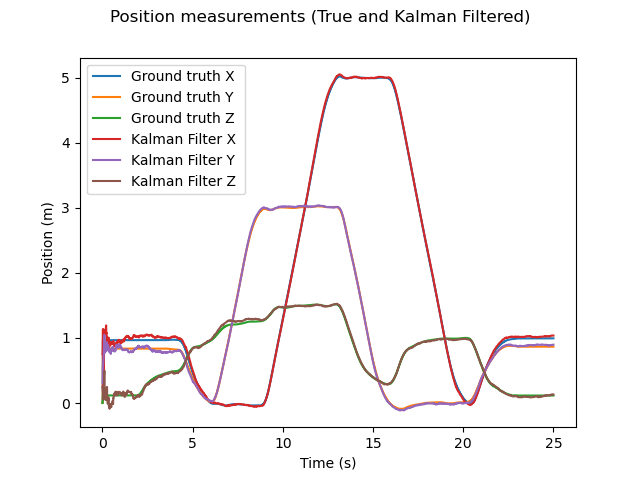 Position measurements (True and Kalman Filtered)
Ground truth X
Ground truth Y
Ground truth Z
Kalman Filter X
Kalman Filter Y
Kalman Filter Z
5
4
3
2
1
0
Position (m)
0 5 10 15 20 25
Time (s)